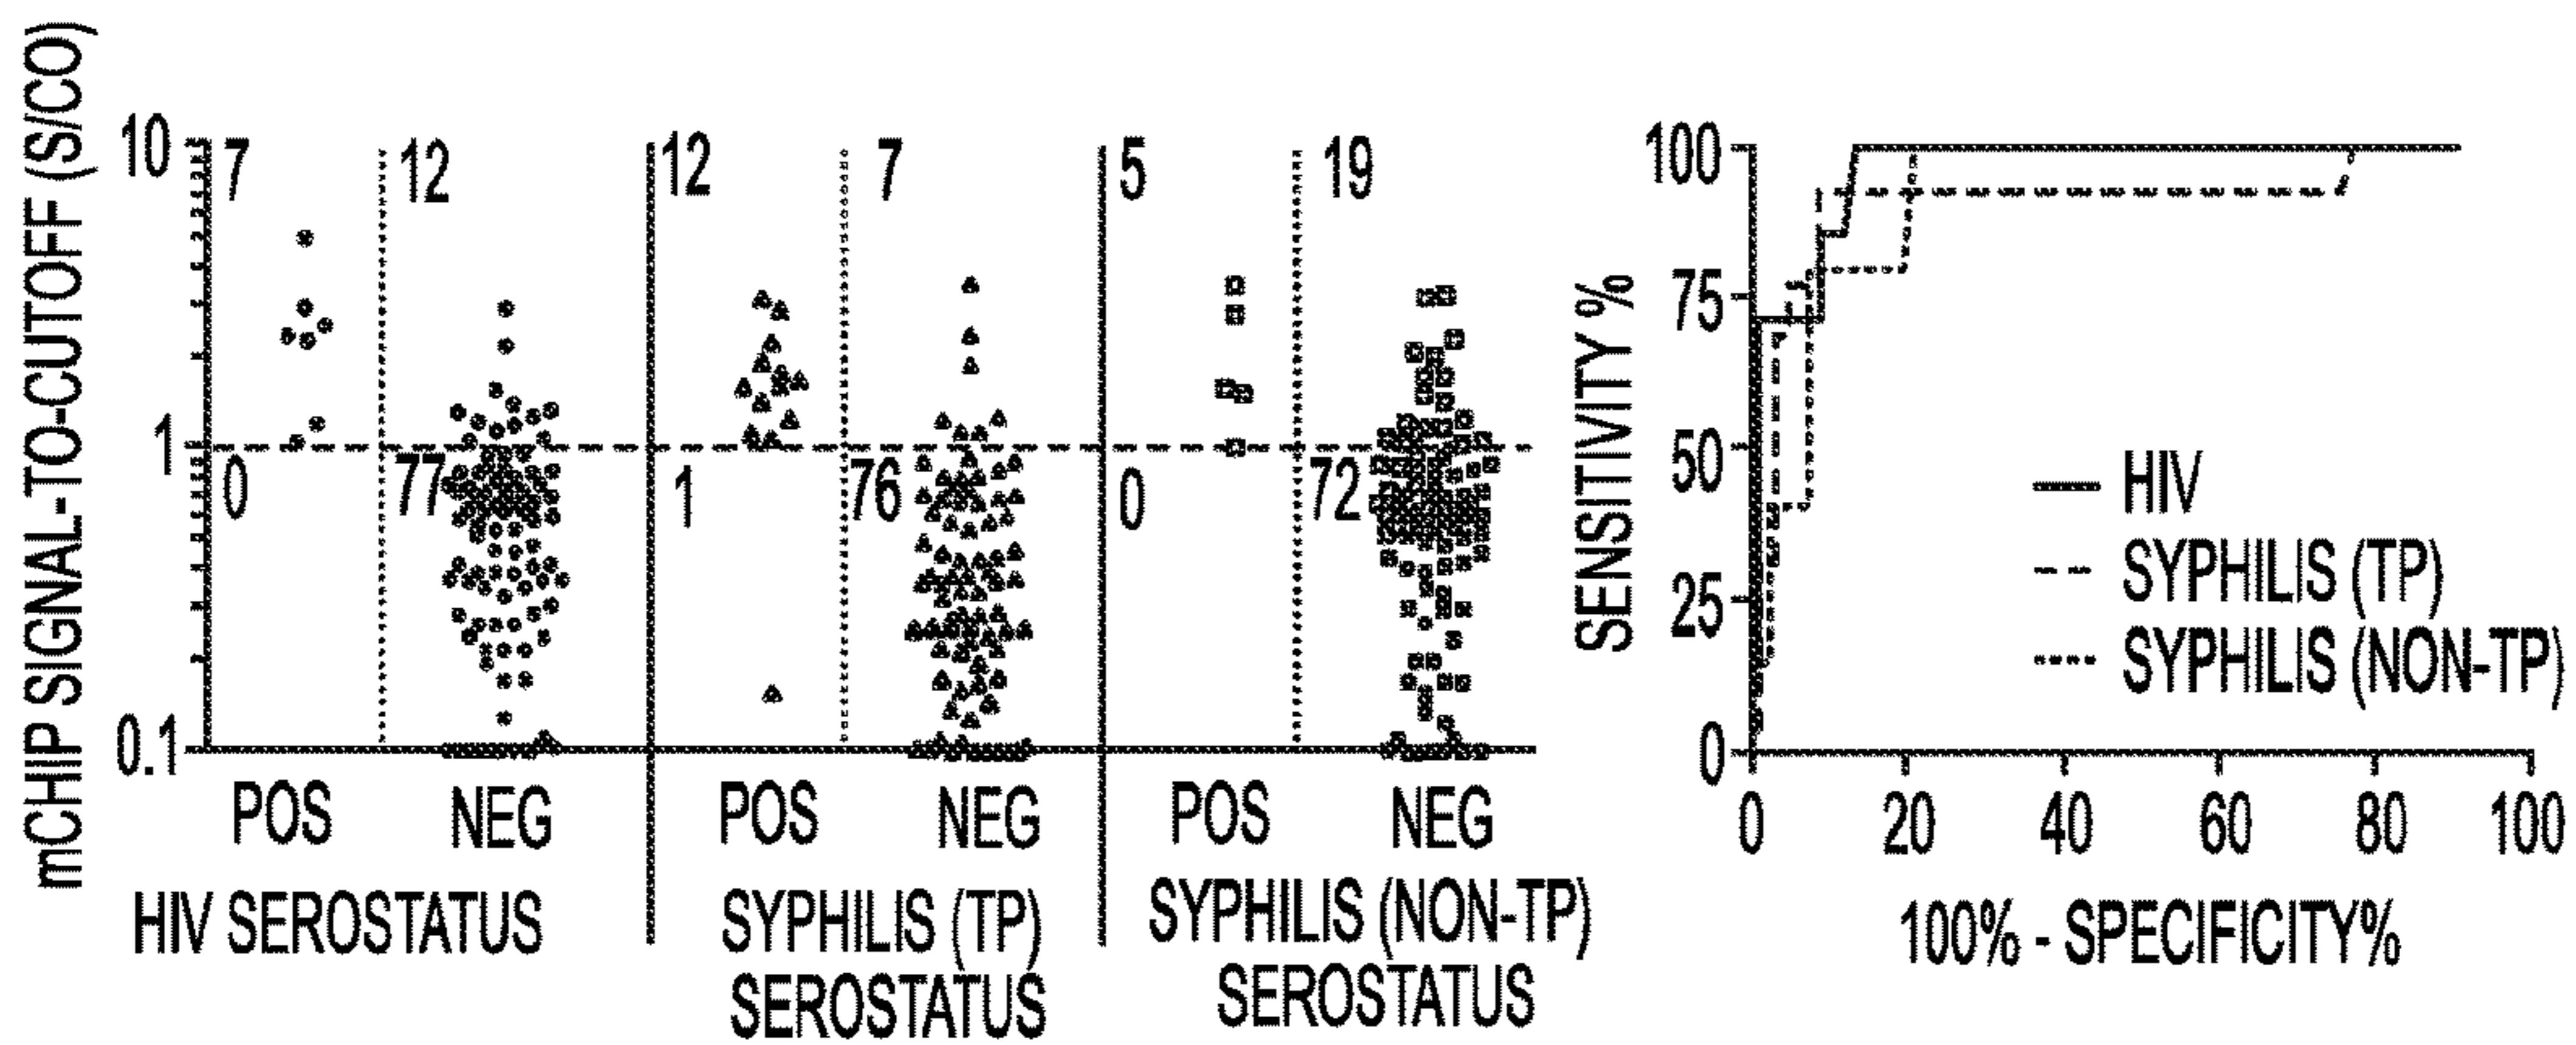 mCHIP SIGNAL-TO-CUTOFF (S/CO)
10
1
0.1
7
12
12
7
5
19
0
77
1
76
0
72
POS
NEG
POS
NEG
POS
NEG
HIV SEROSTATUS
SYPHILIS (TP)
SEROSTATUS
SYPHILIS (NON-TP)
SEROSTATUS
SENSITIVITY %
100
75
50
25
0
HIV
SYPHILIS (TP)
SYPHILIS (NON-TP)
0
20
40
60
80
100
100% - SPECIFICITY%